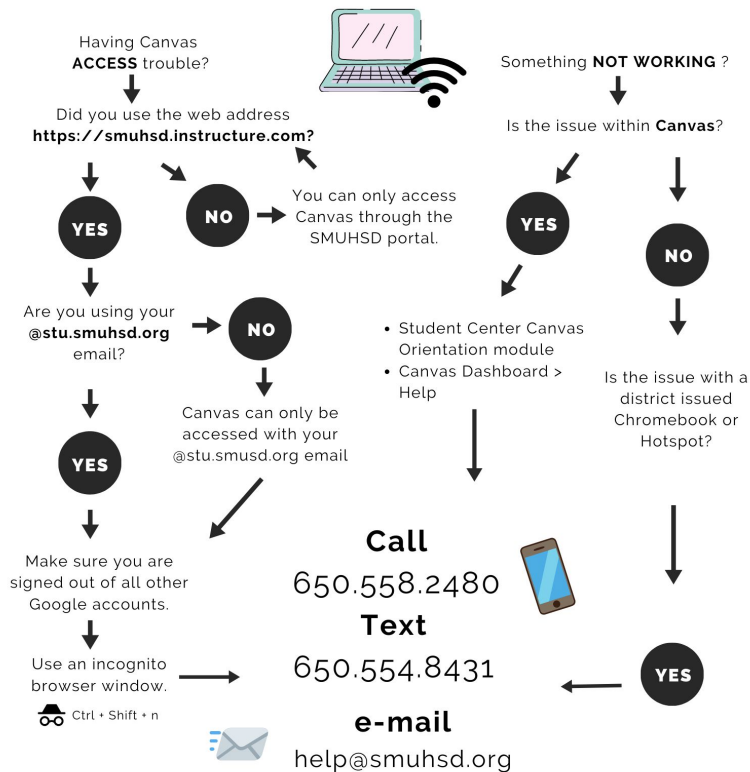 Having Canvas
ACCESS trouble?
Did you use the web address
https://smuhsd.instructure.com?
YES
NO
You can only access
Canvas through the
SMUHSD portal.
Are you using your
@stu.smuhsd.org
email?
NO
Canvas can only be
accessed with your
@stu.smusd.org email
YES
Make sure you are
signed out of all other
Google accounts.
Use an incognito
browser window.
Ctrl + Shift + n
Something NOT WORKING ?
Is the issue within Canvas?
YES
NO
• Student Center Canvas
Orientation module
• Canvas Dashboard >
Help
Is the issue with a
district issued
Chromebook or
Hotspot?
YES
Call
650.558.2480
Text
650.554.8431
e-mail
help@smuhsd.org